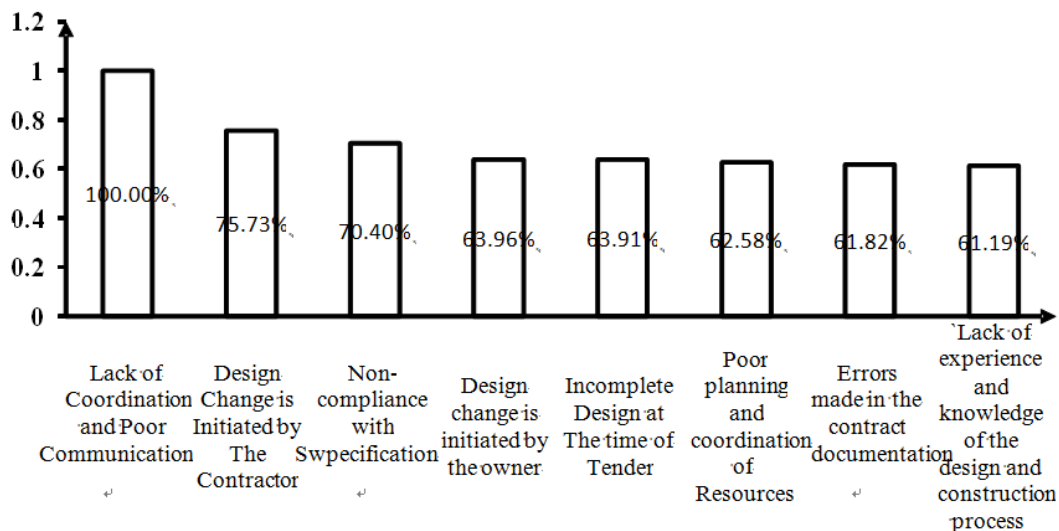 1.2
1
0.8
0.6
0.4
0.2
0
100.00%
75.73%
70.40%
63.96%
63.91%
62.58%
61.82%
61.19%
Lack of
Coordination
and Poor
Communication
Design
Change is
Initiated by
The
Contractor
Non-
compliance
with
Swpecification
Design
change is
initiated by
the owner
Incomplete
Design at
The time of
Tender
Poor
planning
and
coordination
of
Resources
Errors
made in the
contract
documentation
`Lack of
experience
and
knowledge
of the
design and
construction
process